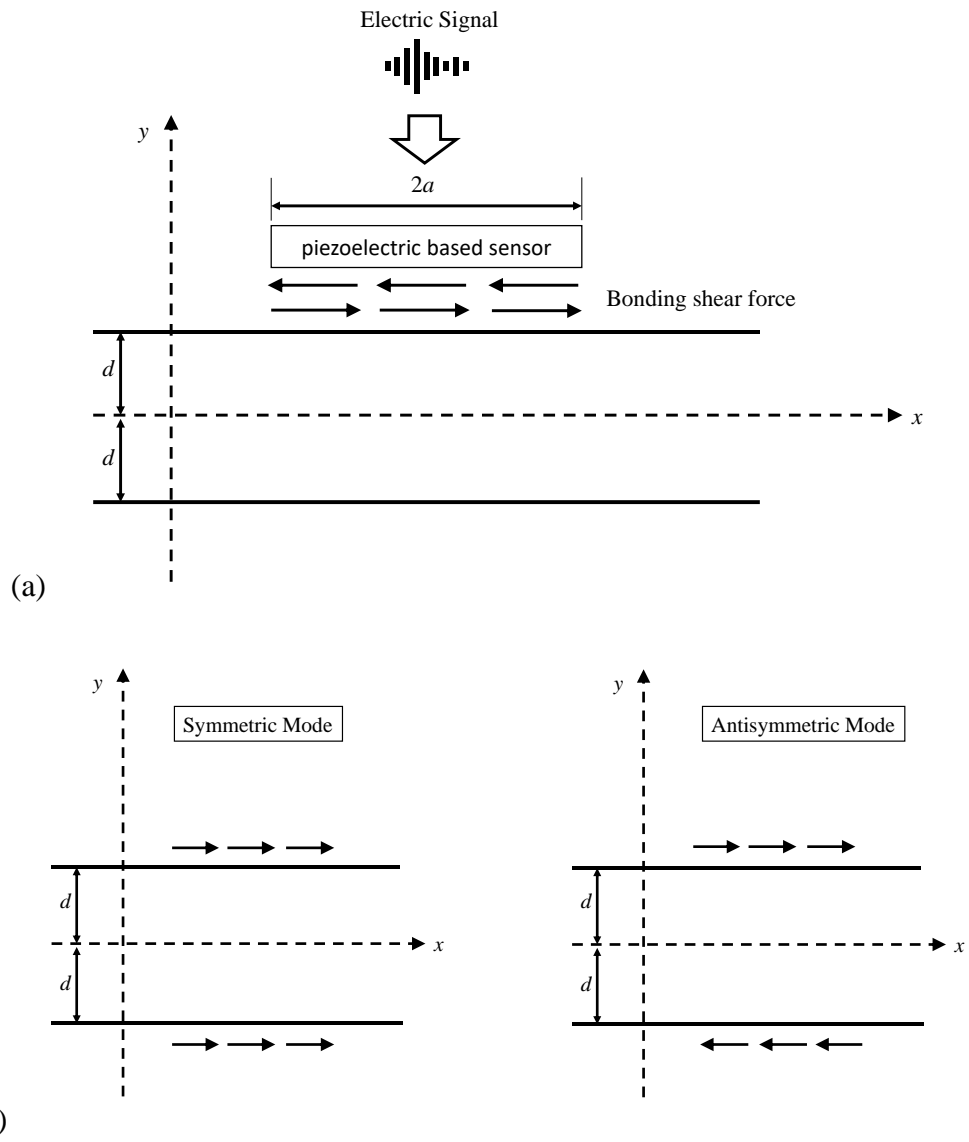 Electric Signal
y
2a
piezoelectric based sensor
Bonding shear force
d
x
d
(a)
y
Symmetric Mode
d
x
d
y
Antisymmetric Mode
d
x
d
)